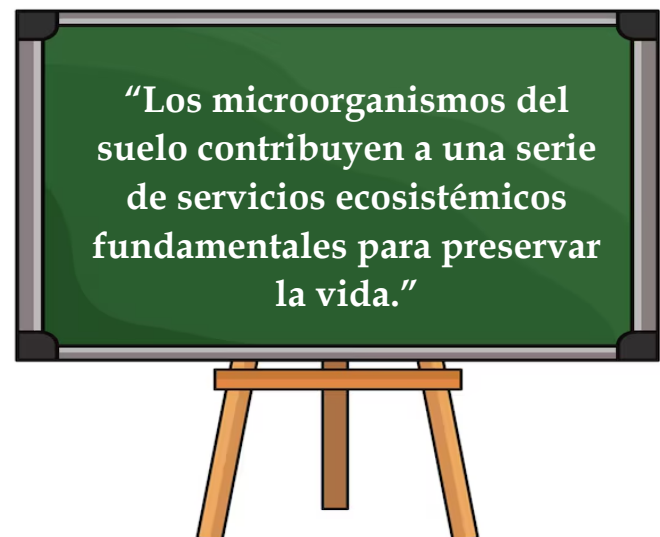 “Los microorganismos del
suelo contribuyen a una serie
de servicios ecosistémicos
fundamentales para preservar
la vida.”